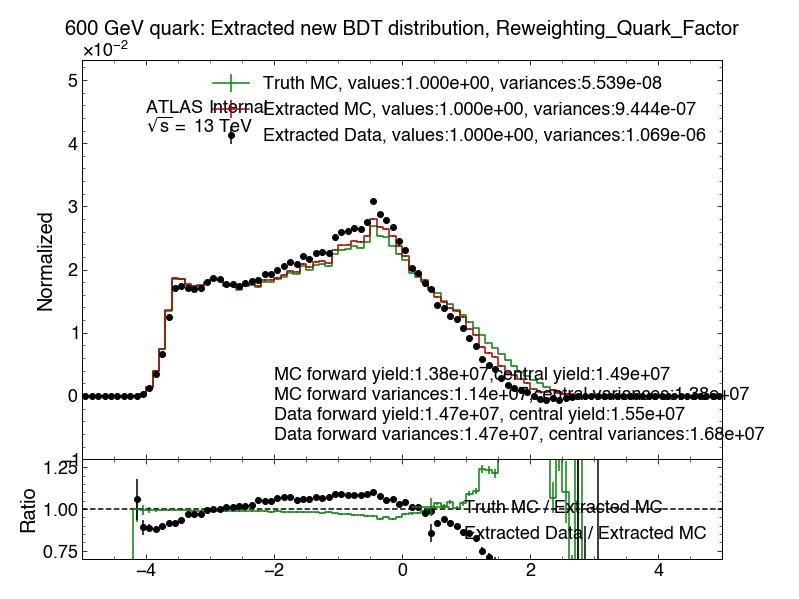 600 GeV quark: Extracted new BDT distribution, Reweighting_Quark_Factor
×10⁻²
Truth MC, values:1.000e+00, variances:5.539e-08
ATLAS Internal
Extracted MC, values:1.000e+00, variances:9.444e-07
√s = 13 TeV
Extracted Data, values:1.000e+00, variances:1.069e-06
Normalized
5
4
3
2
1
0
-1
MC forward yield:1.38e+07,central yield:1.49e+07
MC forward variances:1.14e+07, central variances:1.28e+07
Data forward yield:1.47e+07, central yield:1.55e+07
Data forward variances:1.47e+07, central variances:1.68e+07
Ratio
1.25
1.00
0.75
Truth MC / Extracted MC
Extracted Data / Extracted MC
−4 −2 0 2 4